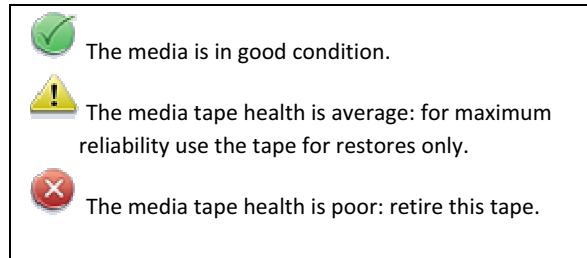 The media is in good condition.
The media tape health is average: for maximum
reliability use the tape for restores only.
The media tape health is poor: retire this tape.